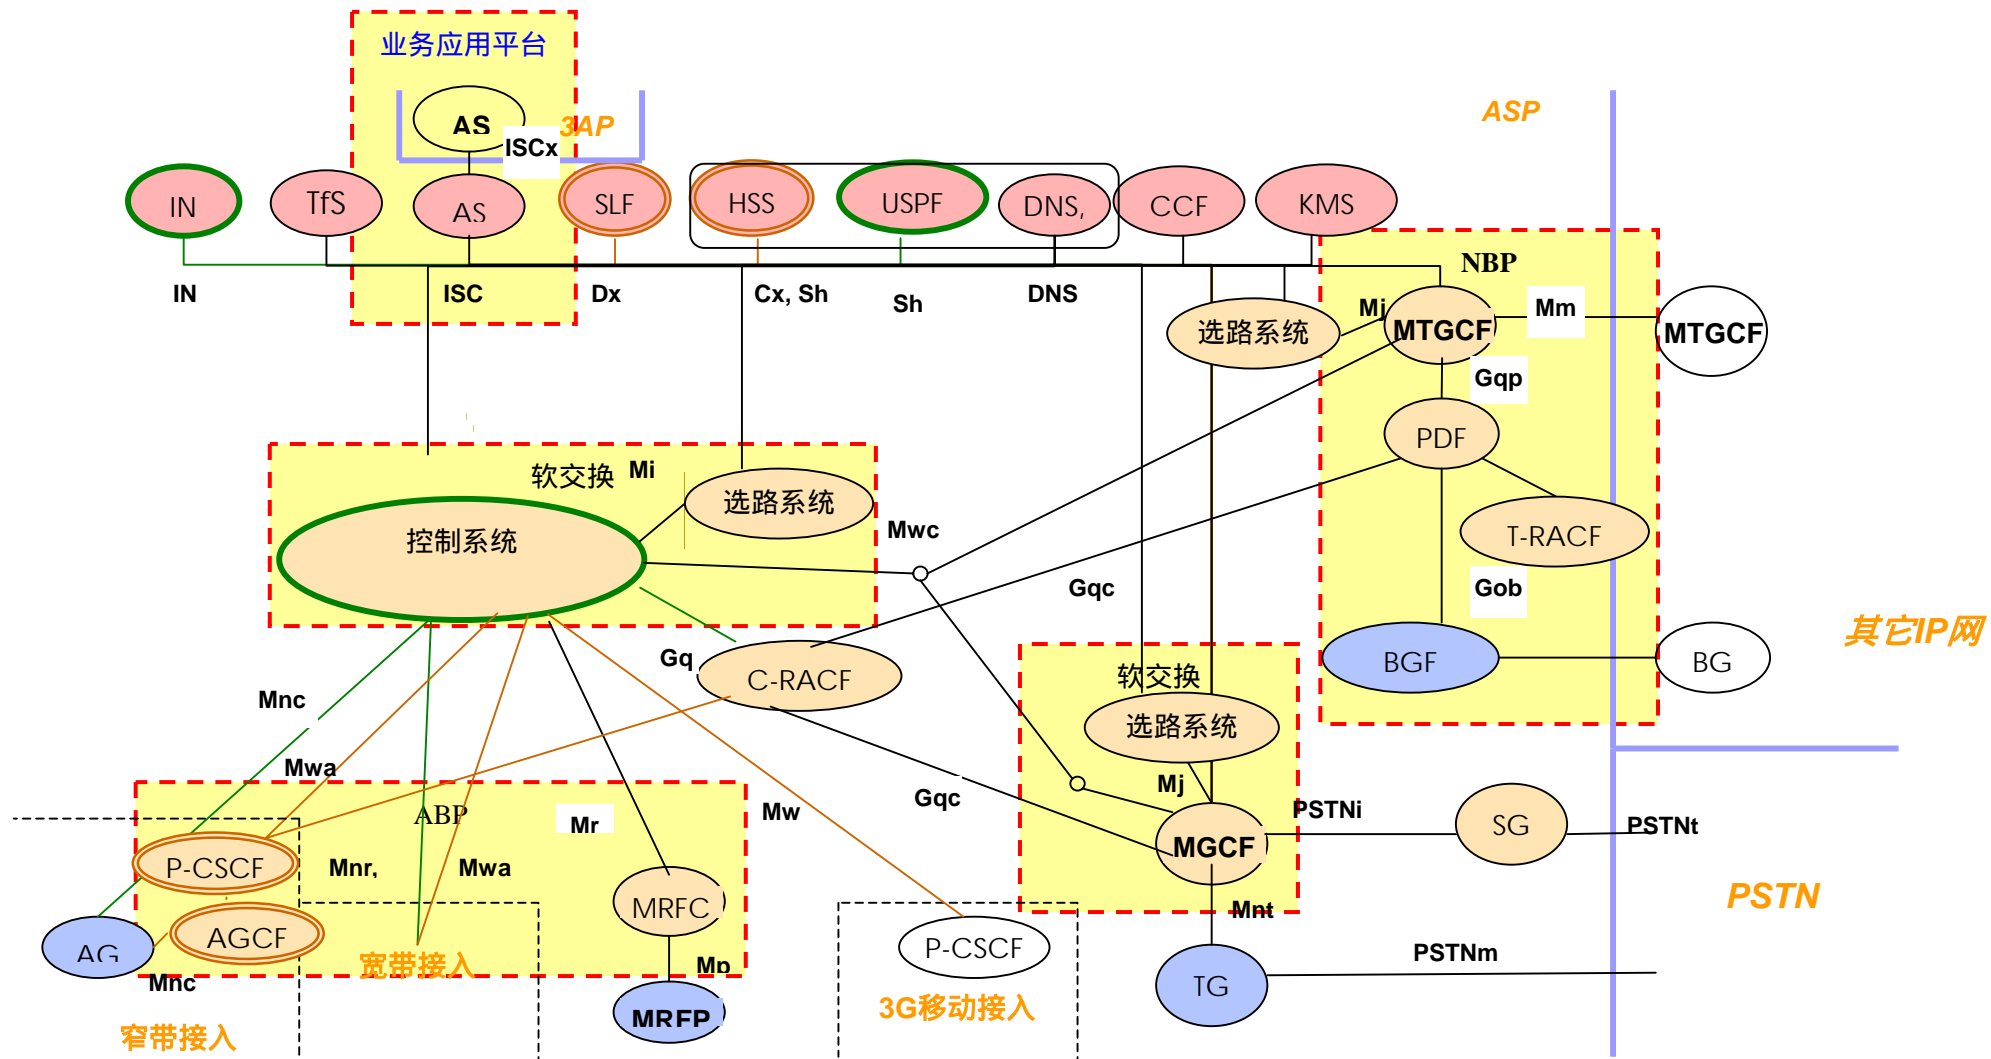 业务应用平台
AS
3AP
ASP
ISCx
IN
TfS
AS
SLF
HSS
USPF
DNS,
CCF
KMS
NBP
IN
ISC
Dx
Cx, Sh
Sh
DNS
Mj
Mm
选路系统
MTGCF
MTGCF
Gqp
PDF
软交换
Mi
选路系统
Mwc
T-RACF
控制系统
Gqc
Gob
其它IP网
Gq
C-RACF
BGF
BG
软交换
Mnc
选路系统
Mwa
Mj
Gqc
Mw
ABP
Mr
PSTNi
SG
PSTNt
MGCF
P-CSCF
Mnr,
Mwa
PSTN
MRFC
Mnt
AGCF
AG
宽带接入
P-CSCF
PSTNm
Mp
Mnc
TG
3G移动接入
MRFP
窄带接入